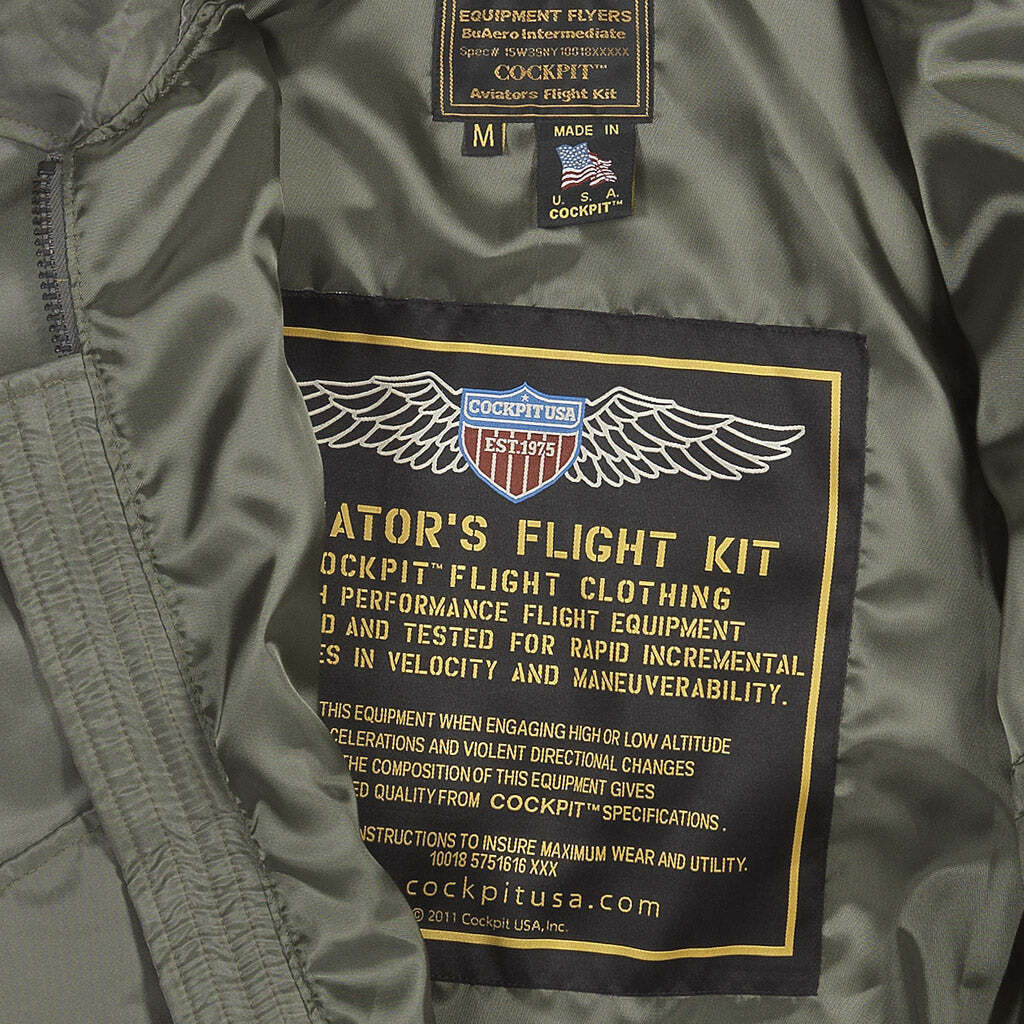 EQUIPMENT FLYERS
BuAero Intermediate
Spec# 15W39NY10018XXXXX
COCKPIT™
Aviators Flight Kit
M
MADE IN
U. S. A.
COCKPIT™
COCKPIT USA
EST.1975
ATOR'S FLIGHT KIT
OCKPIT™ FLIGHT CLOTHING
H PERFORMANCE FLIGHT EQUIPMENT
D AND TESTED FOR RAPID INCREMENTAL
ES IN VELOCITY AND MANEUVERABILITY.
THIS EQUIPMENT WHEN ENGAGING HIGH OR LOW ALTITUDE
CELERATIONS AND VIOLENT DIRECTIONAL CHANGES
THE COMPOSITION OF THIS EQUIPMENT GIVES
ED QUALITY FROM COCKPIT™ SPECIFICATIONS.
NSTRUCTIONS TO INSURE MAXIMUM WEAR AND UTILITY.
10018 5751616 XXX
cockpitusa.com
© 2011 Cockpit USA, Inc.